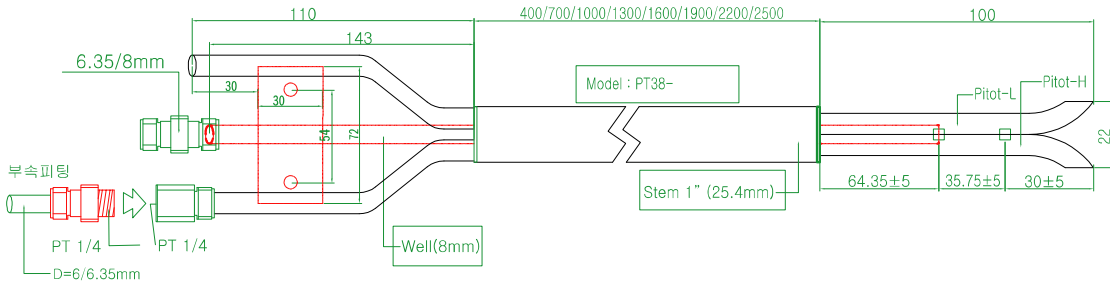 110
400/700/1000/1300/1600/1900/2200/2500
100
143
6.35/8mm
Model : PT38-
Pitot-H
Pitot-L
30
30
54
72
22
부속피팅
Stem 1" (25.4mm)
64.35±5
35.75±5
30±5
PT 1/4
PT 1/4
Well(8mm)
D=6/6.35mm